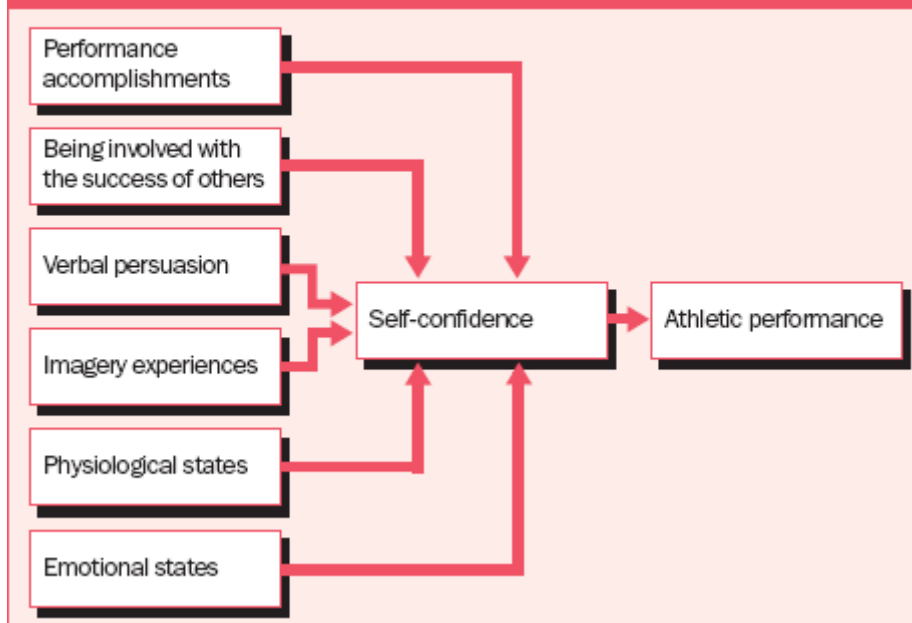 Performance
accomplishments
Being involved with
the success of others
Verbal persuasion
Imagery experiences
Physiological states
Emotional states
Self-confidence
Athletic performance